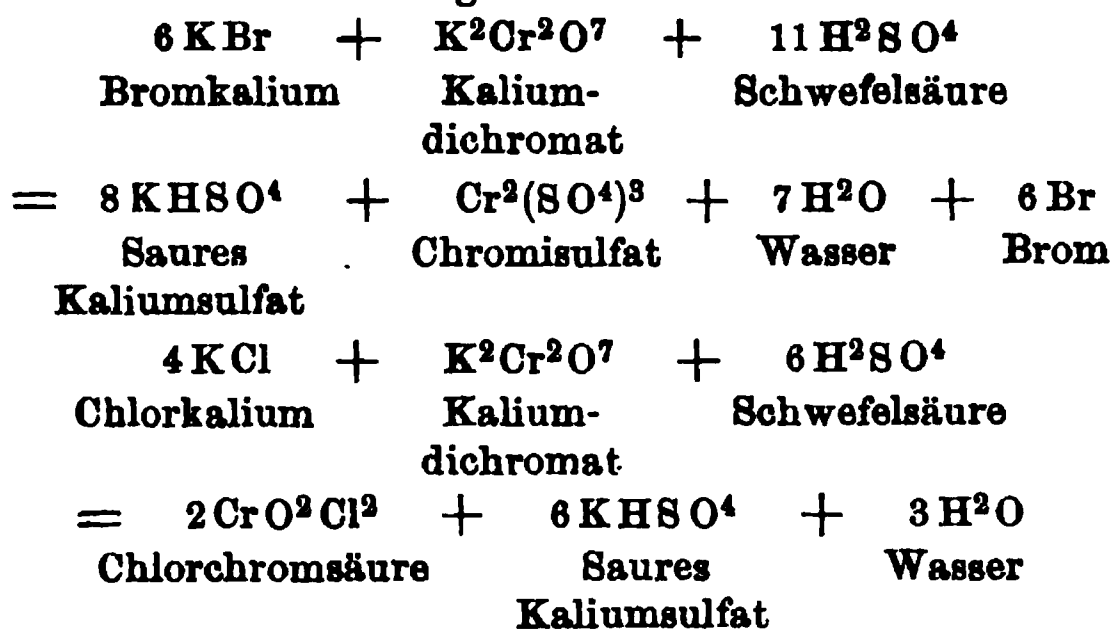 6 K Br + K²Cr²O⁷ + 11 H²SO⁴
Bromkalium Kalium- Schwefelsäure
dichromat
= 8 KHSO⁴ + Cr²(SO⁴)³ + 7 H²O + 6 Br
Saures Chromisulfat Wasser Brom
Kaliumsulfat
4 K Cl + K²Cr²O⁷ + 6 H²SO⁴
Chlorkalium Kalium- Schwefelsäure
dichromat
= 2 CrO²Cl² + 6 KHSO⁴ + 3 H²O
Chlorchromsäure Saures Wasser
Kaliumsulfat